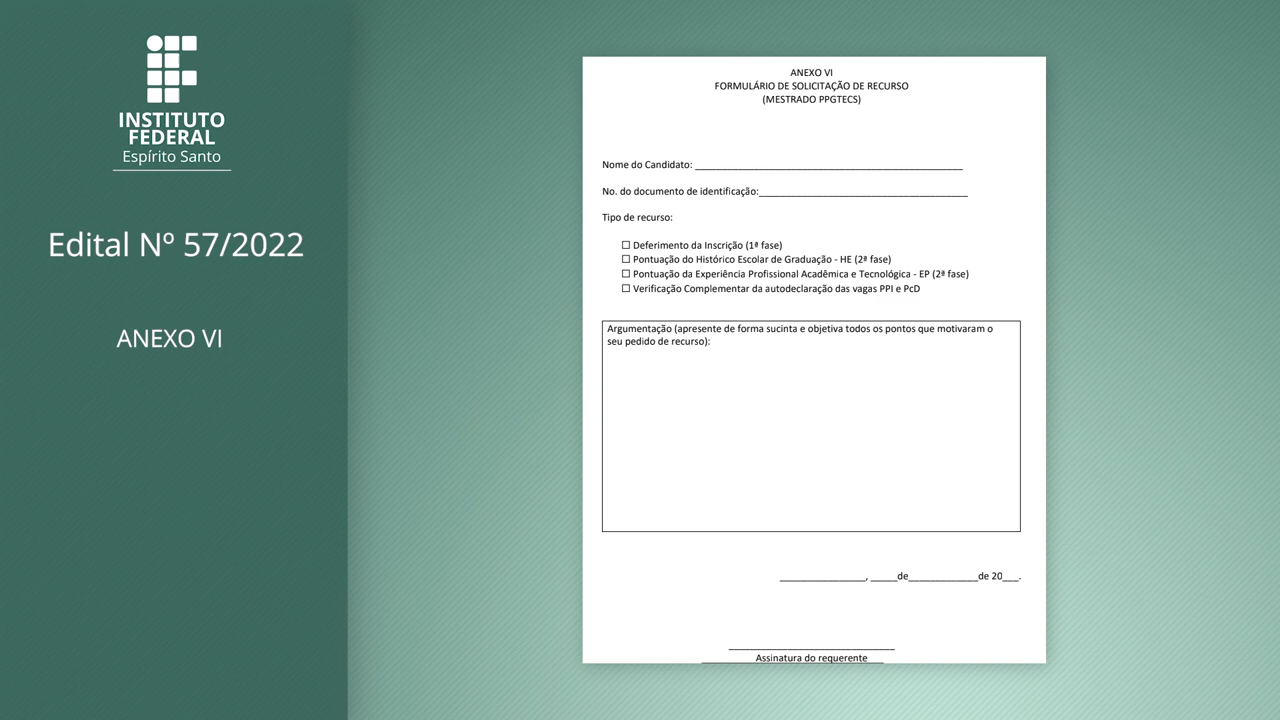 INSTITUTO
FEDERAL
Espírito Santo
Edital Nº 57/2022
ANEXO VI
ANEXO VI
FORMULÁRIO DE SOLICITAÇÃO DE RECURSO
(MESTRADO PPGTECS)
Nome do Candidato: ___________________________________________________
No. do documento de identificação:________________________________________
Tipo de recurso:
☐ Deferimento da Inscrição (1ª fase)
☐ Pontuação do Histórico Escolar de Graduação - HE (2ª fase)
☐ Pontuação da Experiência Profissional Acadêmica e Tecnológica - EP (2ª fase)
☐ Verificação Complementar da autodeclaração das vagas PPI e PcD
Argumentação (apresente de forma sucinta e objetiva todos os pontos que motivaram o
seu pedido de recurso):
________________, _____de_____________de 20___.
Assinatura do requerente